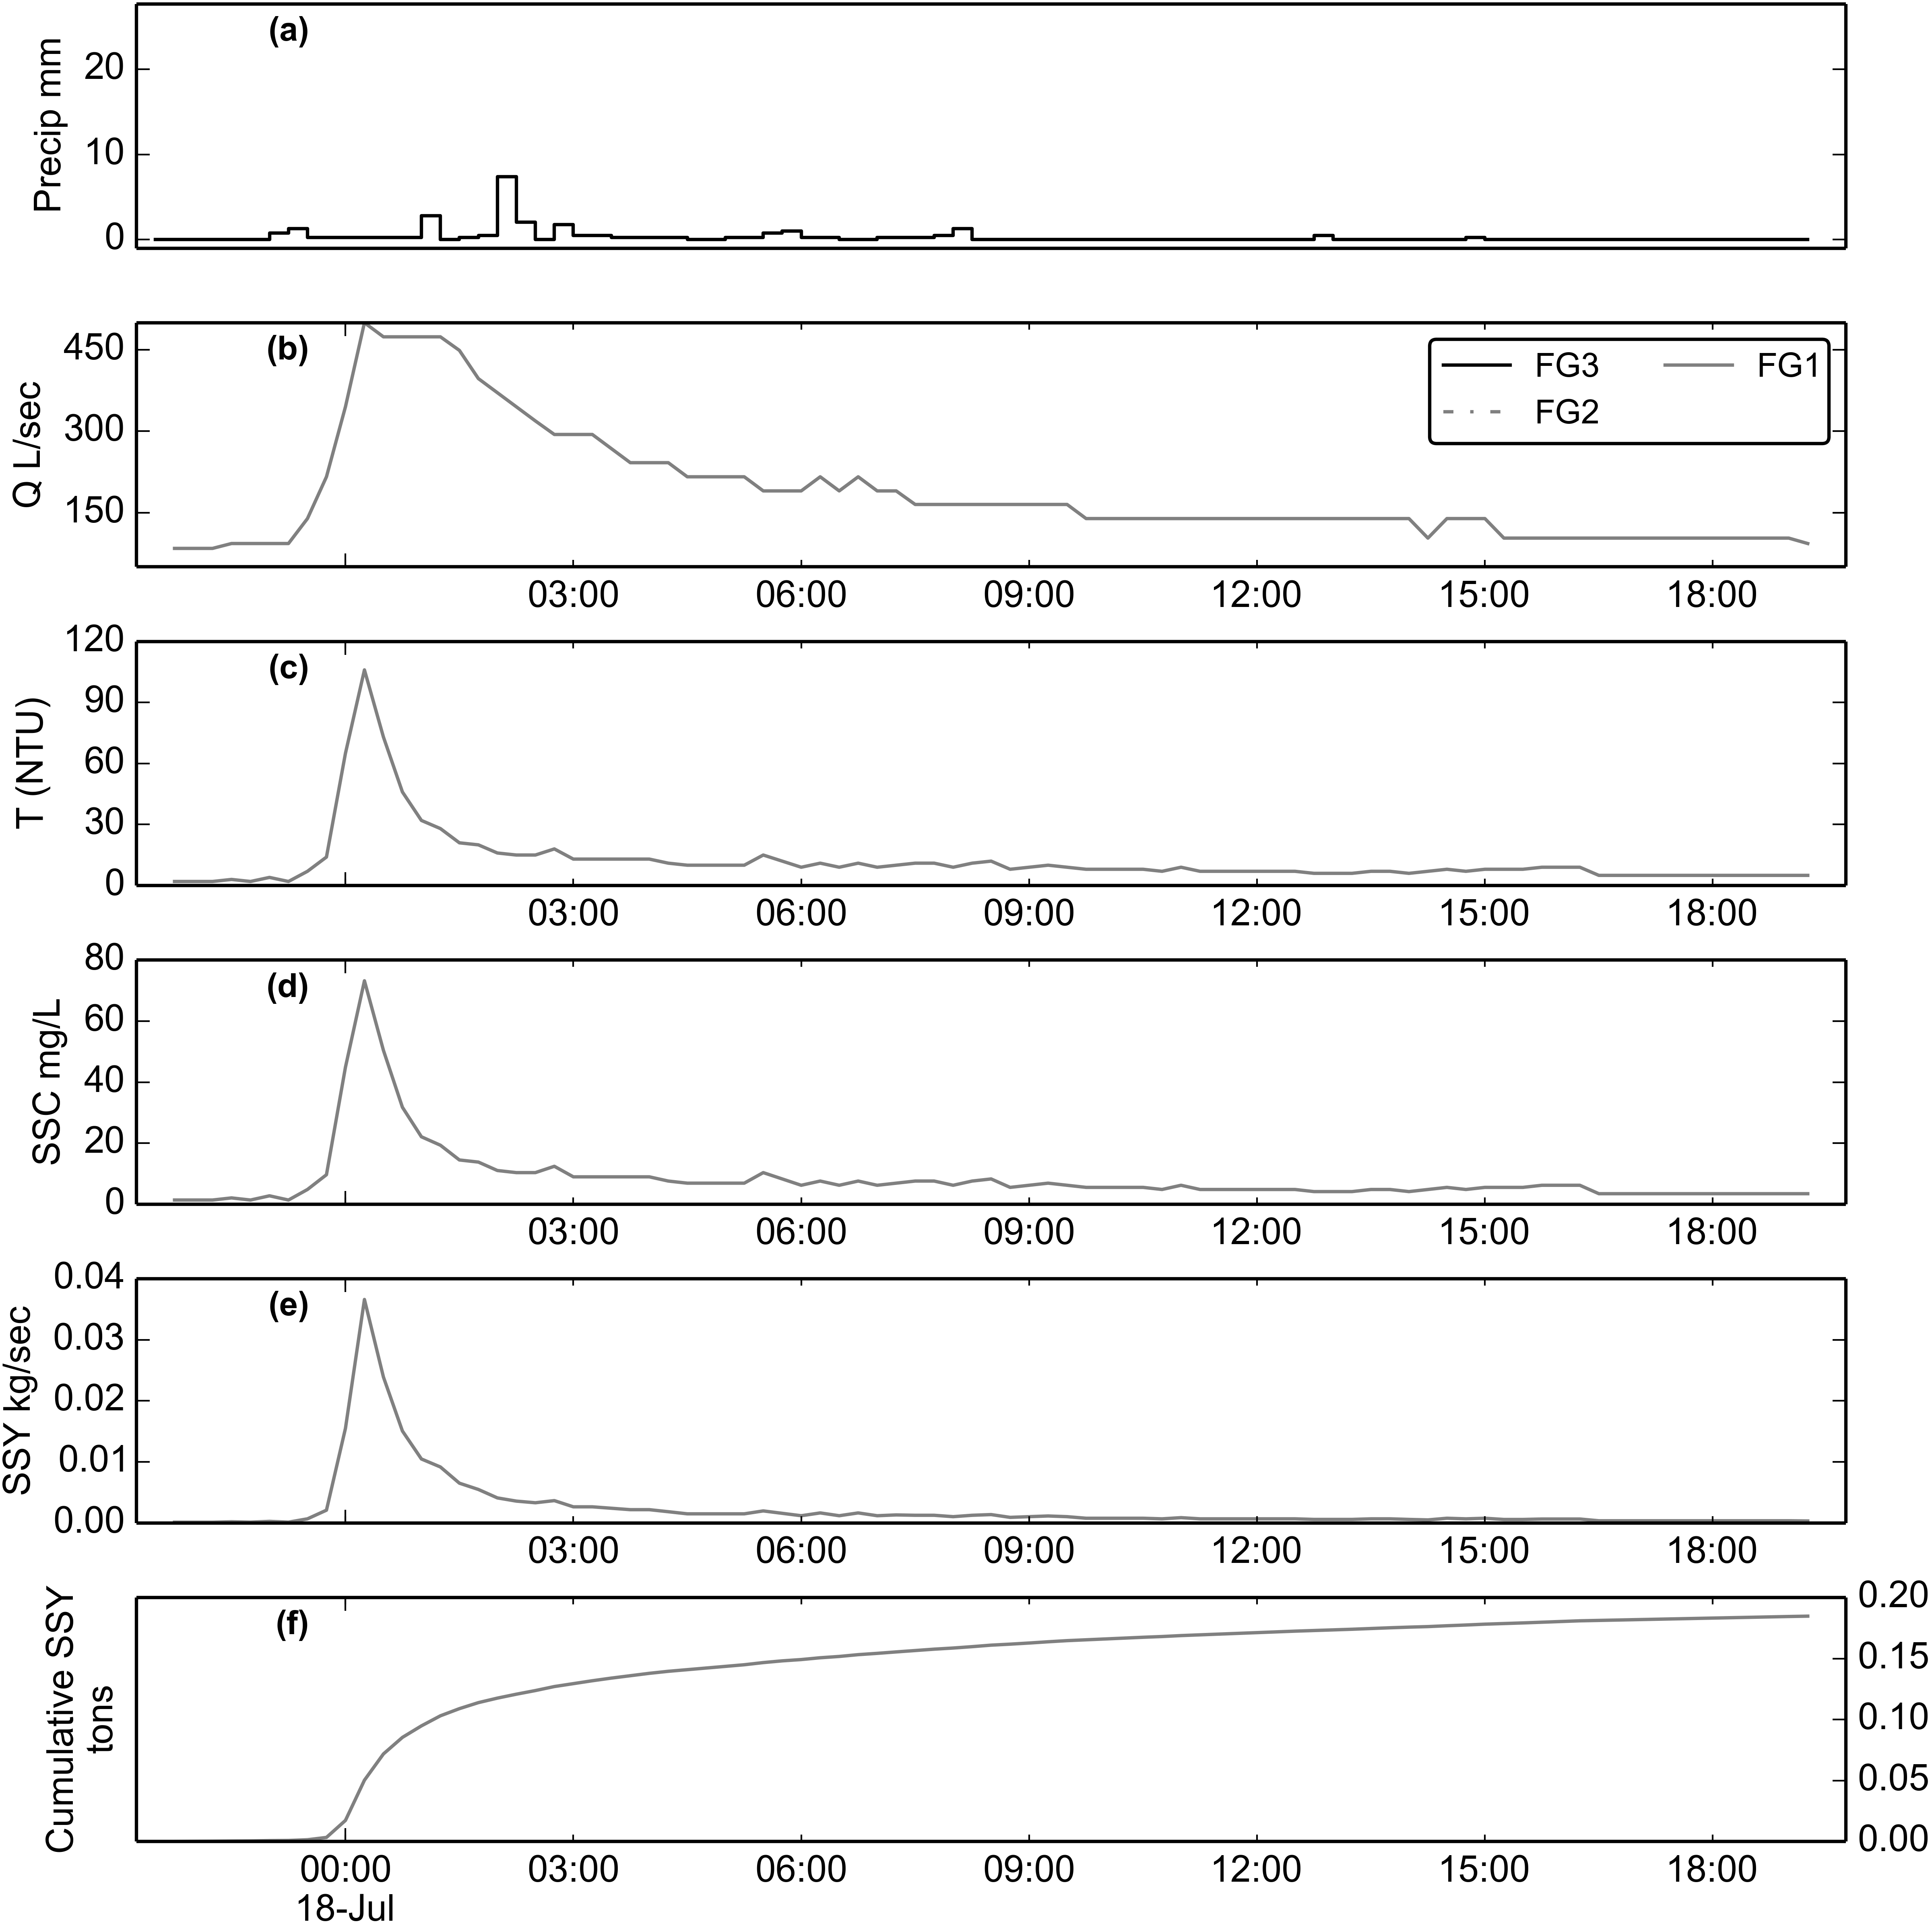 (a)
Precip mm
20
10
0
(b)
Q L/sec
450
300
150
FG3 FG1
FG2
03:00 06:00 09:00 12:00 15:00 18:00
(c)
T (NTU)
120
90
60
30
0
03:00 06:00 09:00 12:00 15:00 18:00
(d)
SSC mg/L
80
60
40
20
0
03:00 06:00 09:00 12:00 15:00 18:00
(e)
SSY kg/sec
0.04
0.03
0.02
0.01
0.00
03:00 06:00 09:00 12:00 15:00 18:00
(f)
Cumulative SSY
tons
0.20
0.15
0.10
0.05
0.00
00:00 03:00 06:00 09:00 12:00 15:00 18:00
18-Jul